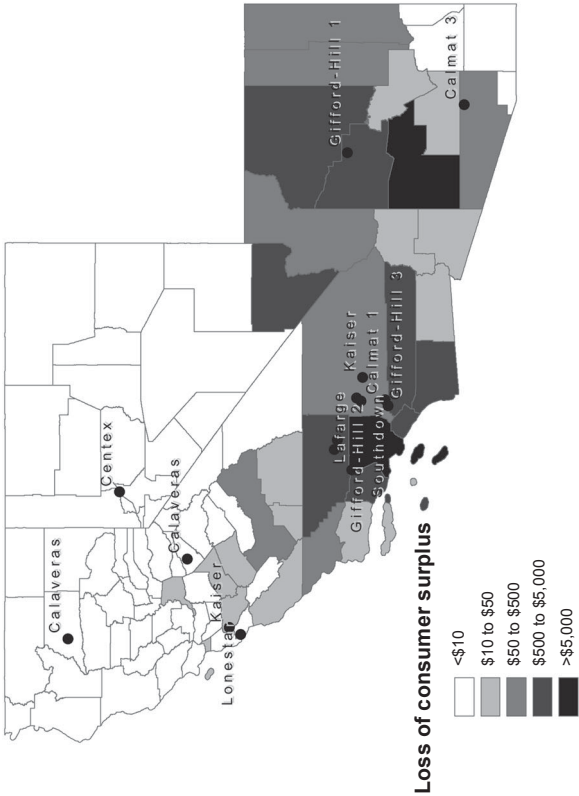 Calaveras
Centex
Calaveras
Kaiser
Lonestar
Lafarge
Kaiser
Gifford-Hill 2
Calmat 1
Southdown
Gifford-Hill 3
Gifford-Hill 1
Calmat 3
Loss of consumer surplus
<$10
$10 to $50
$50 to $500
$500 to $5,000
>$5,000